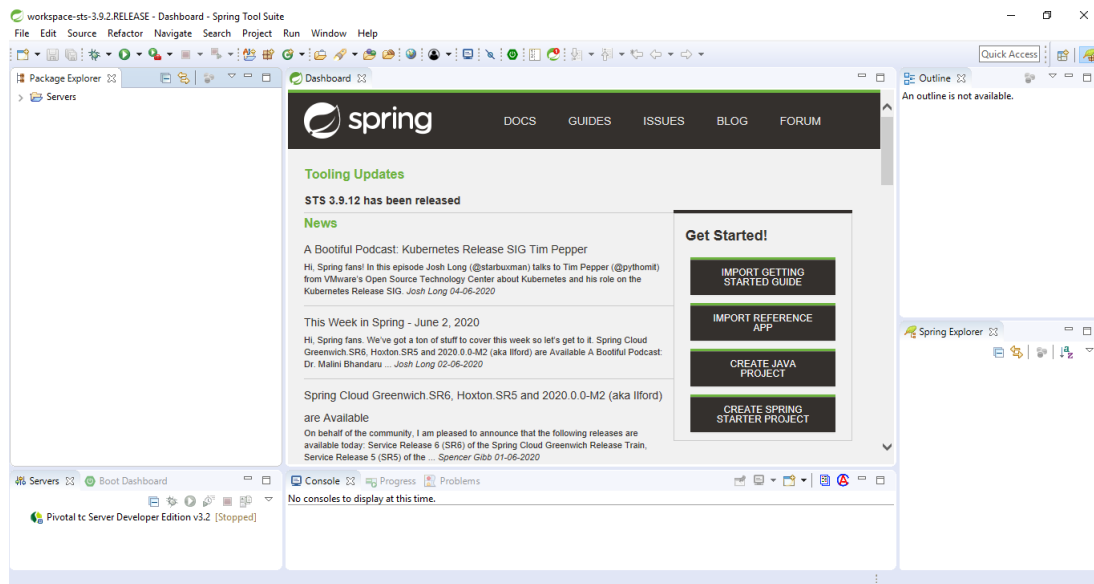 workspace-sts-3.9.2.RELEASE - Dashboard - Spring Tool Suite
File Edit Source Refactor Navigate Search Project Run Window Help
Quick Access
Package Explorer
Servers
Dashboard
spring
DOCS GUIDES ISSUES BLOG FORUM
Tooling Updates
STS 3.9.12 has been released
News
A Bootiful Podcast: Kubernetes Release SIG Tim Pepper
Hi, Spring fans! In this episode Josh Long (@starbuxman) talks to Tim Pepper (@pythomit)
from VMware's Open Source Technology Center about Kubernetes and his role on the
Kubernetes Release SIG. Josh Long 04-06-2020
This Week in Spring - June 2, 2020
Hi, Spring fans. We've got a ton of stuff to cover this week so let's get to it. Spring Cloud
Greenwich.SR6, Hoxton.SR5 and 2020.0.0-M2 (aka Ilford) are Available A Bootiful Podcast:
Dr. Malini Bhandaru ... Josh Long 02-06-2020
Spring Cloud Greenwich.SR6, Hoxton.SR5 and 2020.0.0-M2 (aka Ilford)
are Available
On behalf of the community, I am pleased to announce that the following releases are
available today: Service Release 6 (SR6) of the Spring Cloud Greenwich Release Train,
Service Release 5 (SR5) of the ... Spencer Gibb 01-06-2020
Get Started!
IMPORT GETTING
STARTED GUIDE
IMPORT REFERENCE
APP
CREATE JAVA
PROJECT
CREATE SPRING
STARTER PROJECT
Outline
An outline is not available.
Spring Explorer
Servers Boot Dashboard
Pivotal tc Server Developer Edition v3.2 [Stopped]
Console Progress Problems
No consoles to display at this time.